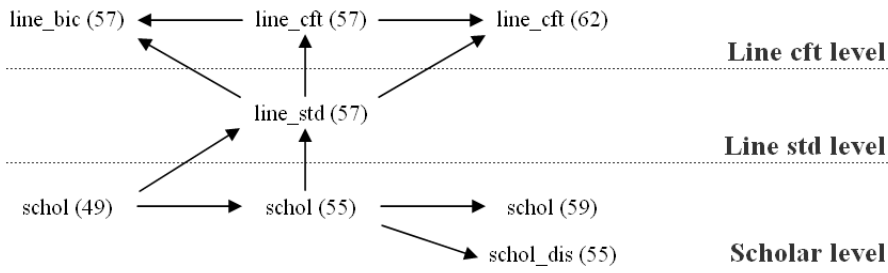 line_bic (57) line_cft (57) line_cft (62)
Line cft level
line_std (57)
Line std level
schol (49) schol (55) schol (59)
schol_dis (55) Scholar level